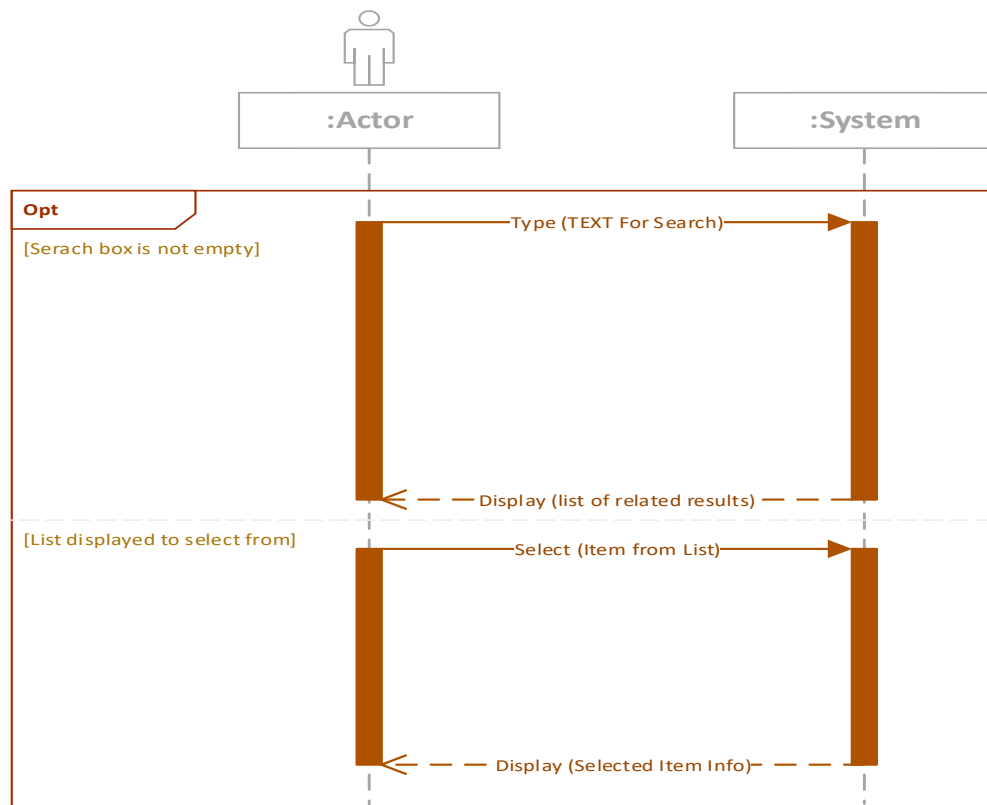 :Actor
:System
Opt
Type (TEXT For Search)
[Serach box is not empty]
Display (list of related results)
[List displayed to select from]
Select (Item from List)
Display (Selected Item Info)